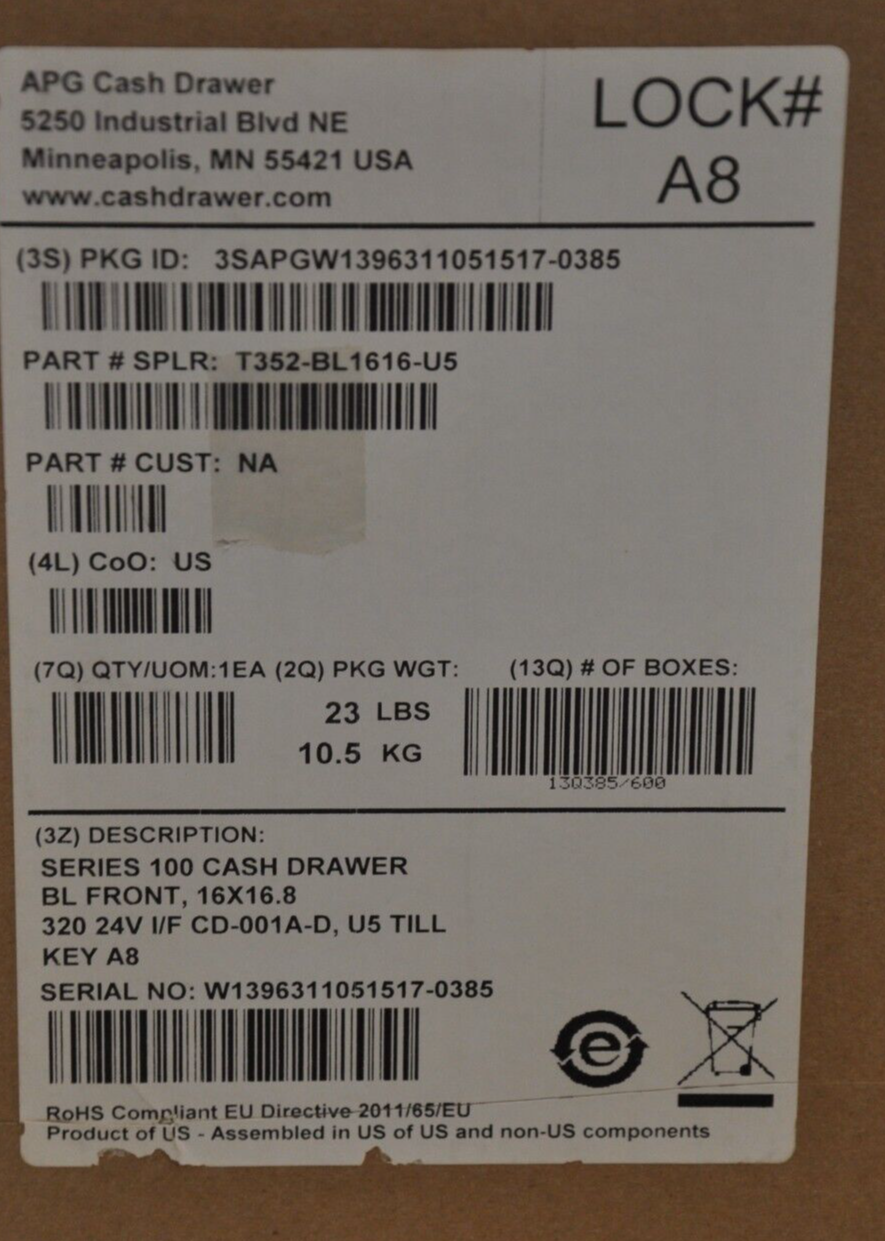 APG Cash Drawer
5250 Industrial Blvd NE
Minneapolis, MN 55421 USA
www.cashdrawer.com
LOCK#
A8
(3S) PKG ID: 3SAPGW1396311051517-0385
PART # SPLR: T352-BL1616-U5
PART # CUST: NA
(4L) CoO: US
(7Q) QTY/UOM:1EA (2Q) PKG WGT: (13Q) # OF BOXES:
23 LBS
10.5 KG
13Q385/600
(3Z) DESCRIPTION:
SERIES 100 CASH DRAWER
BL FRONT, 16X16.8
320 24V I/F CD-001A-D, U5 TILL
KEY A8
SERIAL NO: W1396311051517-0385
e
RoHS Compliant EU Directive 2011/65/EU
Product of US - Assembled in US of US and non-US components